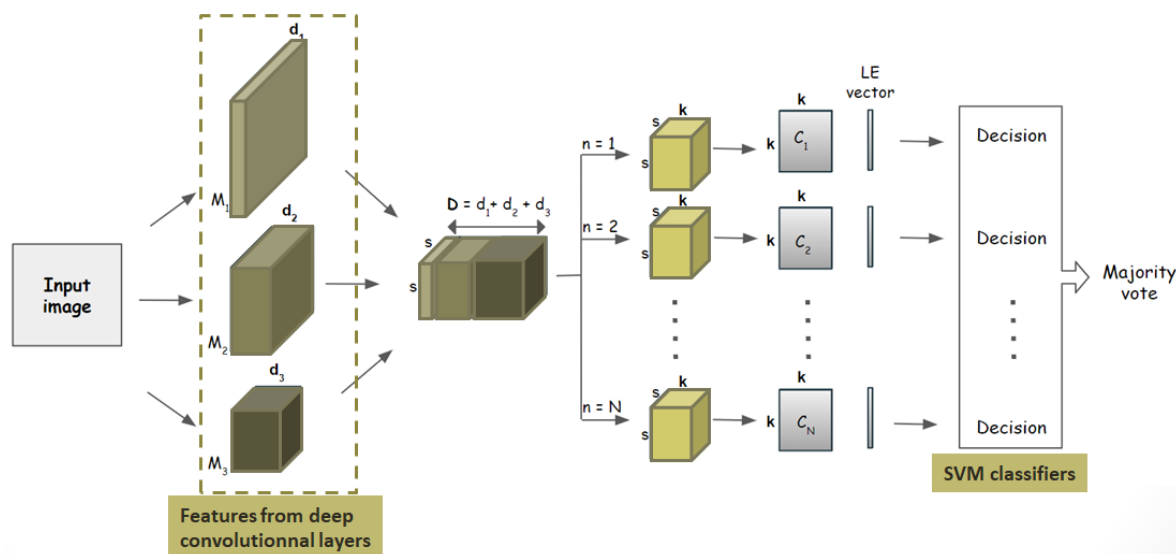 Input
image
d1
M1
d2
M2
d3
M3
Features from deep
convolutionnal layers
D = d1+ d2 + d3
s
s
n = 1
s
k
s
k
k
C1
LE
vector
Decision
n = 2
s
k
s
k
k
C2
Decision
n = N
s
k
s
k
k
CN
Decision
SVM classifiers
Majority
vote